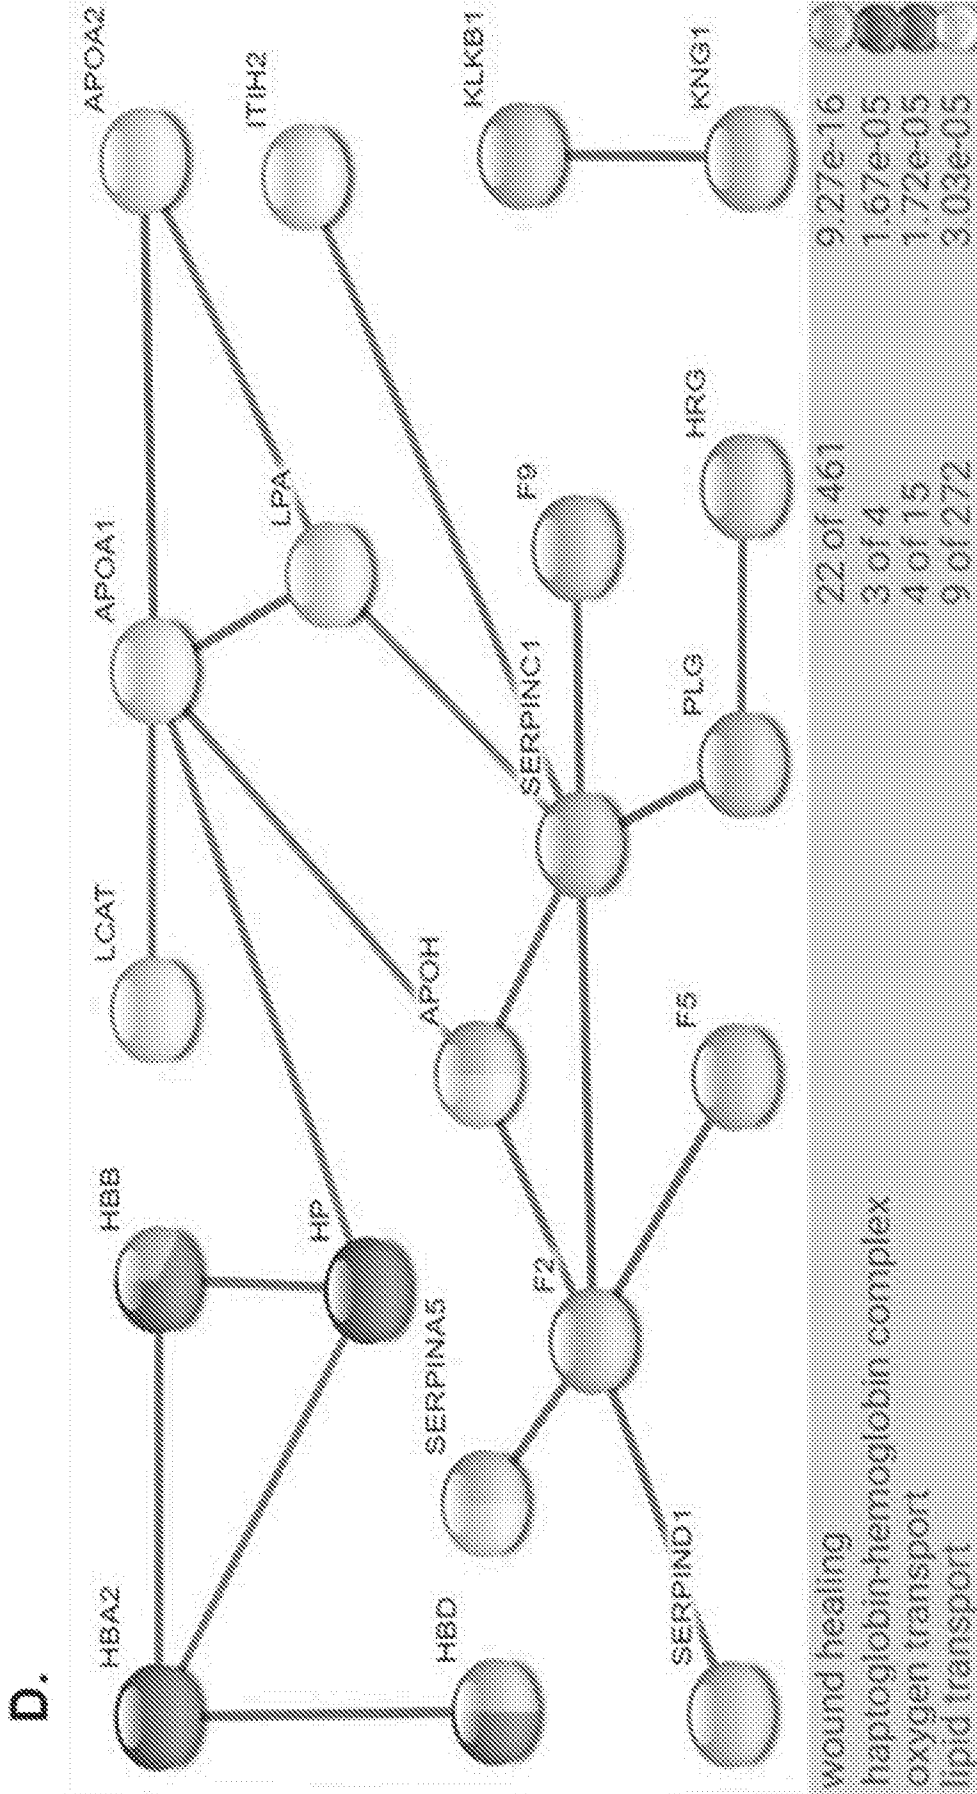 D.
HBA2
HBB
LCAT
APOA1
APOA2
HBD
HP
LPA
ITIH2
SERPINA5
APOH
F2
SERPINC1
F9
KLKB1
SERPIND1
F5
PLG
HRG
KNG1
wound healing 22 of 461 9.27e-16
haptoglobin-hemoglobin complex 3 of 4 1.67e-05
oxygen transport 4 of 15 1.72e-05
lipid transport 9 of 272 3.03e-05